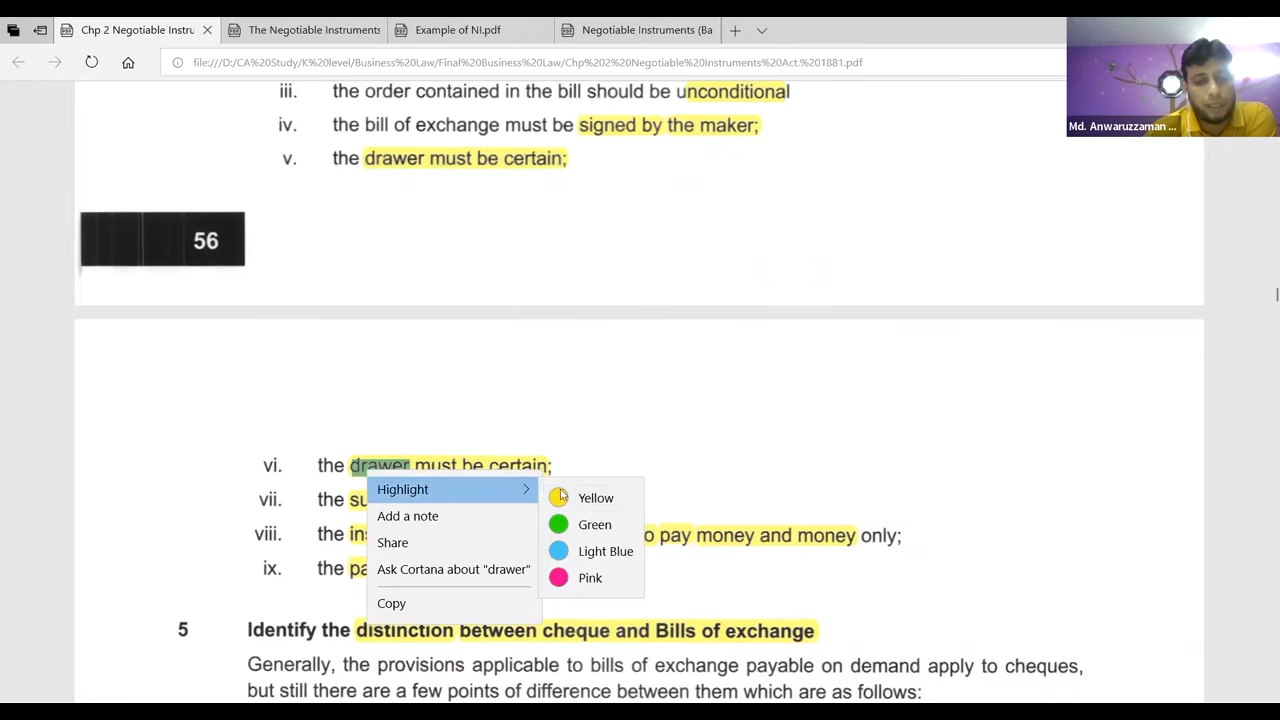 Chp 2 Negotiable Instru
The Negotiable Instruments
Example of NI.pdf
Negotiable Instruments (Ba
file:///D:/CA%20Study/K%20level/Business%20Law/Final%20Business%20Law/Chp%202%20Negotiable%20Instruments%20Act.%201881.pdf
Md. Anwaruzzaman ...
iii. the order contained in the bill should be unconditional
iv. the bill of exchange must be signed by the maker;
v. the drawer must be certain;
56
vi. the drawer must be certain;
vii. the su
viii. the ins o pay money and money only;
ix. the pa
Highlight
Add a note
Share
Ask Cortana about "drawer"
Copy
Yellow
Green
Light Blue
Pink
5 Identify the distinction between cheque and Bills of exchange
Generally, the provisions applicable to bills of exchange payable on demand apply to cheques,
but still there are a few points of difference between them which are as follows: